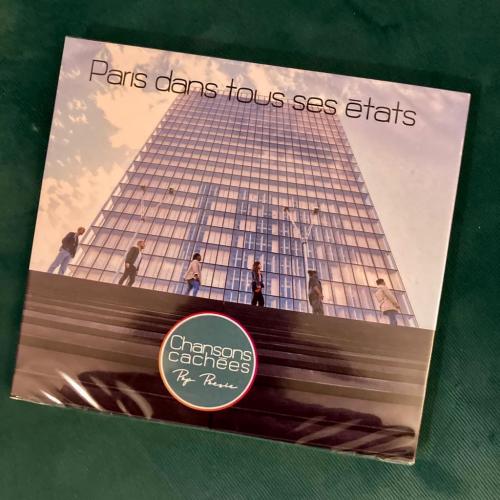 Paris dans tous ses états
Chansons
cachées
Pop Poésie